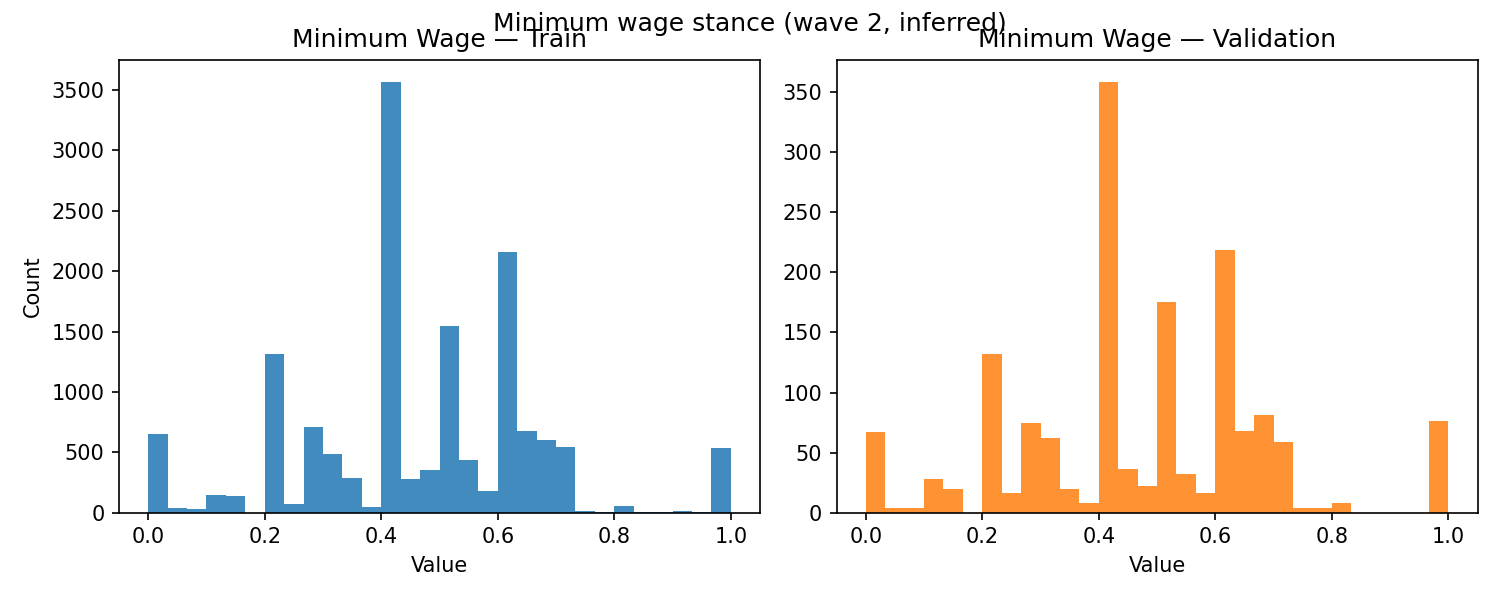 Minimum wage stance (wave 2, inferred)
Minimum Wage — Train
Minimum Wage — Validation
3500
3000
2500
2000
1500
1000
500
0
Count
0.0 0.2 0.4 0.6 0.8 1.0
Value
350
300
250
200
150
100
50
0
0.0 0.2 0.4 0.6 0.8 1.0
Value